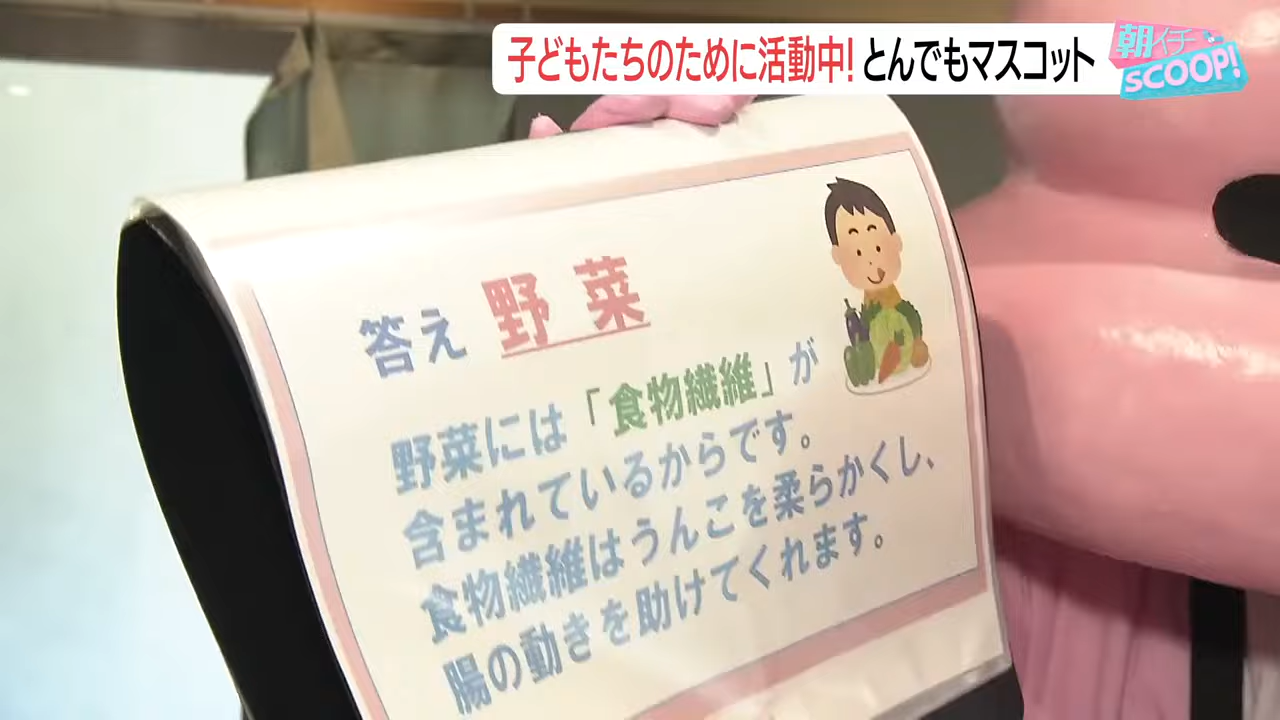 子どもたちのために活動中!とんでもマスコット
朝イチ
SCOOP!
答え 野菜
野菜には「食物繊維」が
含まれているからです。
食物繊維はうんこを柔らかくし、
腸の動きを助けてくれます。